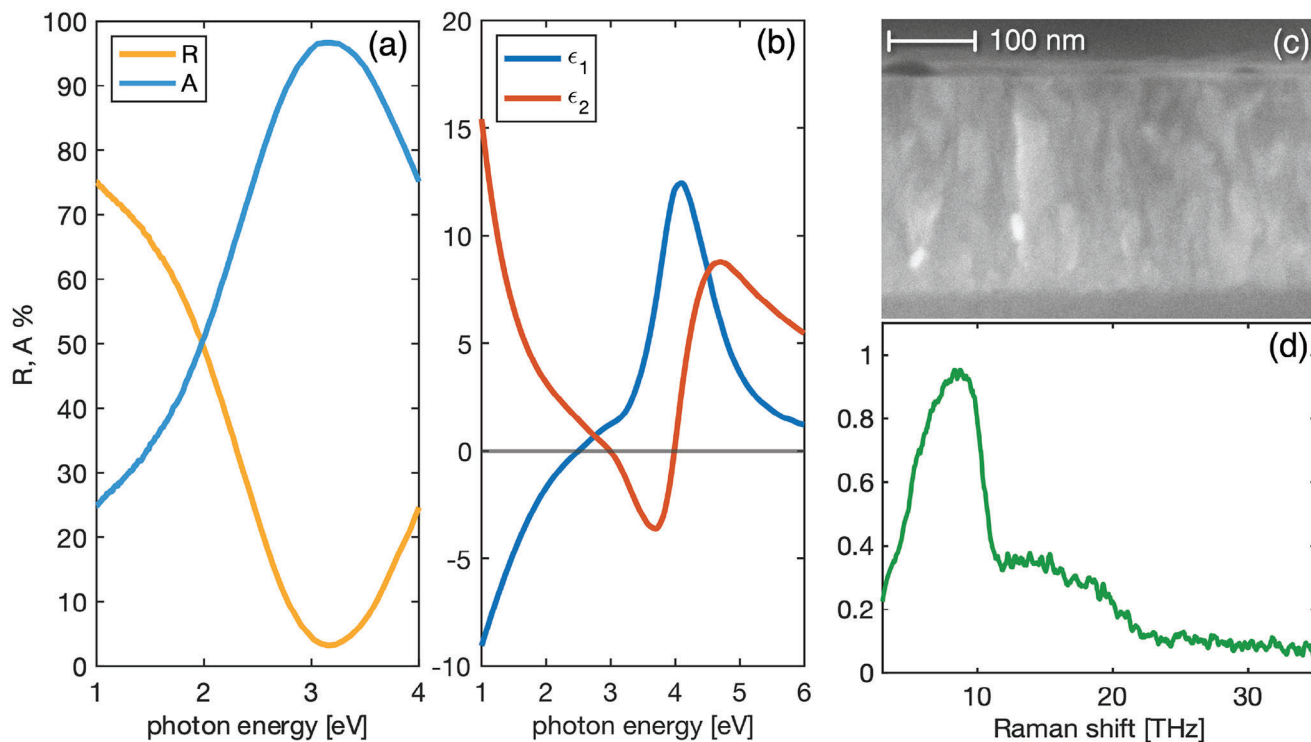 (a)
R
A
100
90
80
70
60
50
40
30
20
10
0
R, A %
1 2 3 4
photon energy [eV]
(b)
ϵ1
ϵ2
20
15
10
5
0
-5
-10
1 2 3 4 5 6
photon energy [eV]
(c)
100 nm
(d)
1
0.8
0.6
0.4
0.2
0
10 20 30
Raman shift [THz]